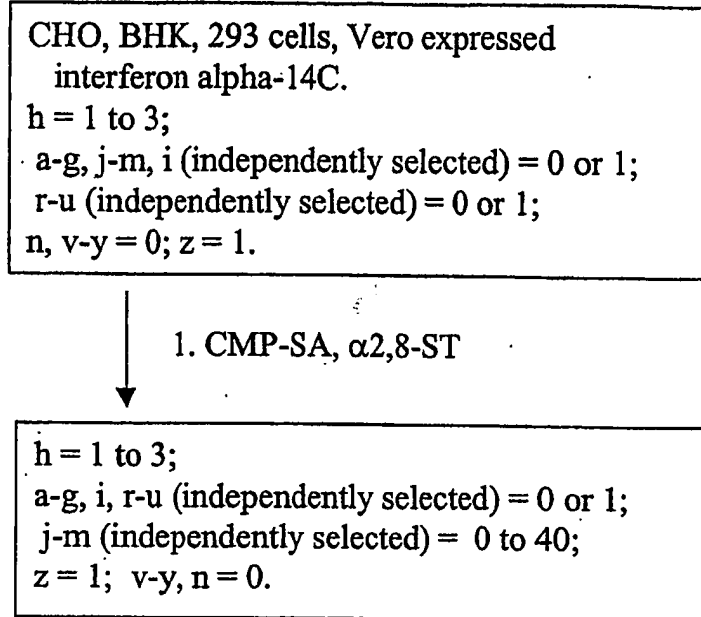 CHO, BHK, 293 cells, Vero expressed
interferon alpha-14C.
h = 1 to 3;
a-g, j-m, i (independently selected) = 0 or 1;
r-u (independently selected) = 0 or 1;
n, v-y = 0; z = 1.
1. CMP-SA, α2,8-ST
h = 1 to 3;
a-g, i, r-u (independently selected) = 0 or 1;
j-m (independently selected) = 0 to 40;
z = 1; v-y, n = 0.